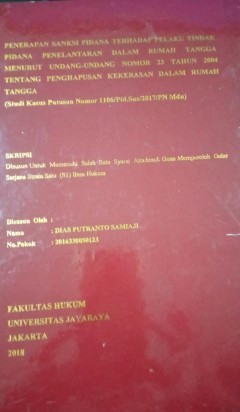 PENERAPAN SANKSI PIDANA TERHADAP PELAKU TINDAK
PIDANA PENELANTARAN DALAM RUMAH TANGGA
MENURUT UNDANG-UNDANG NOMOR 23 TAHUN 2004
TENTANG PENGHAPUSAN KEKERASAN DALAM RUMAH
TANGGA
(Studi Kasus Putusan Nomor 1106/Pid.Sus/2017/PN Mdn)
SKRIPSI
Disusun Untuk Memenuhi Salah Satu Syarat Akademik Guna Memperoleh Gelar
Sarjana Strata Satu (S1) Ilmu Hukum
Disusun Oleh :
Nama : DIAS PUTRANTO SAMIAJI
No.Pokok : 2014330050123
FAKULTAS HUKUM
UNIVERSITAS JAYABAYA
JAKARTA
2018